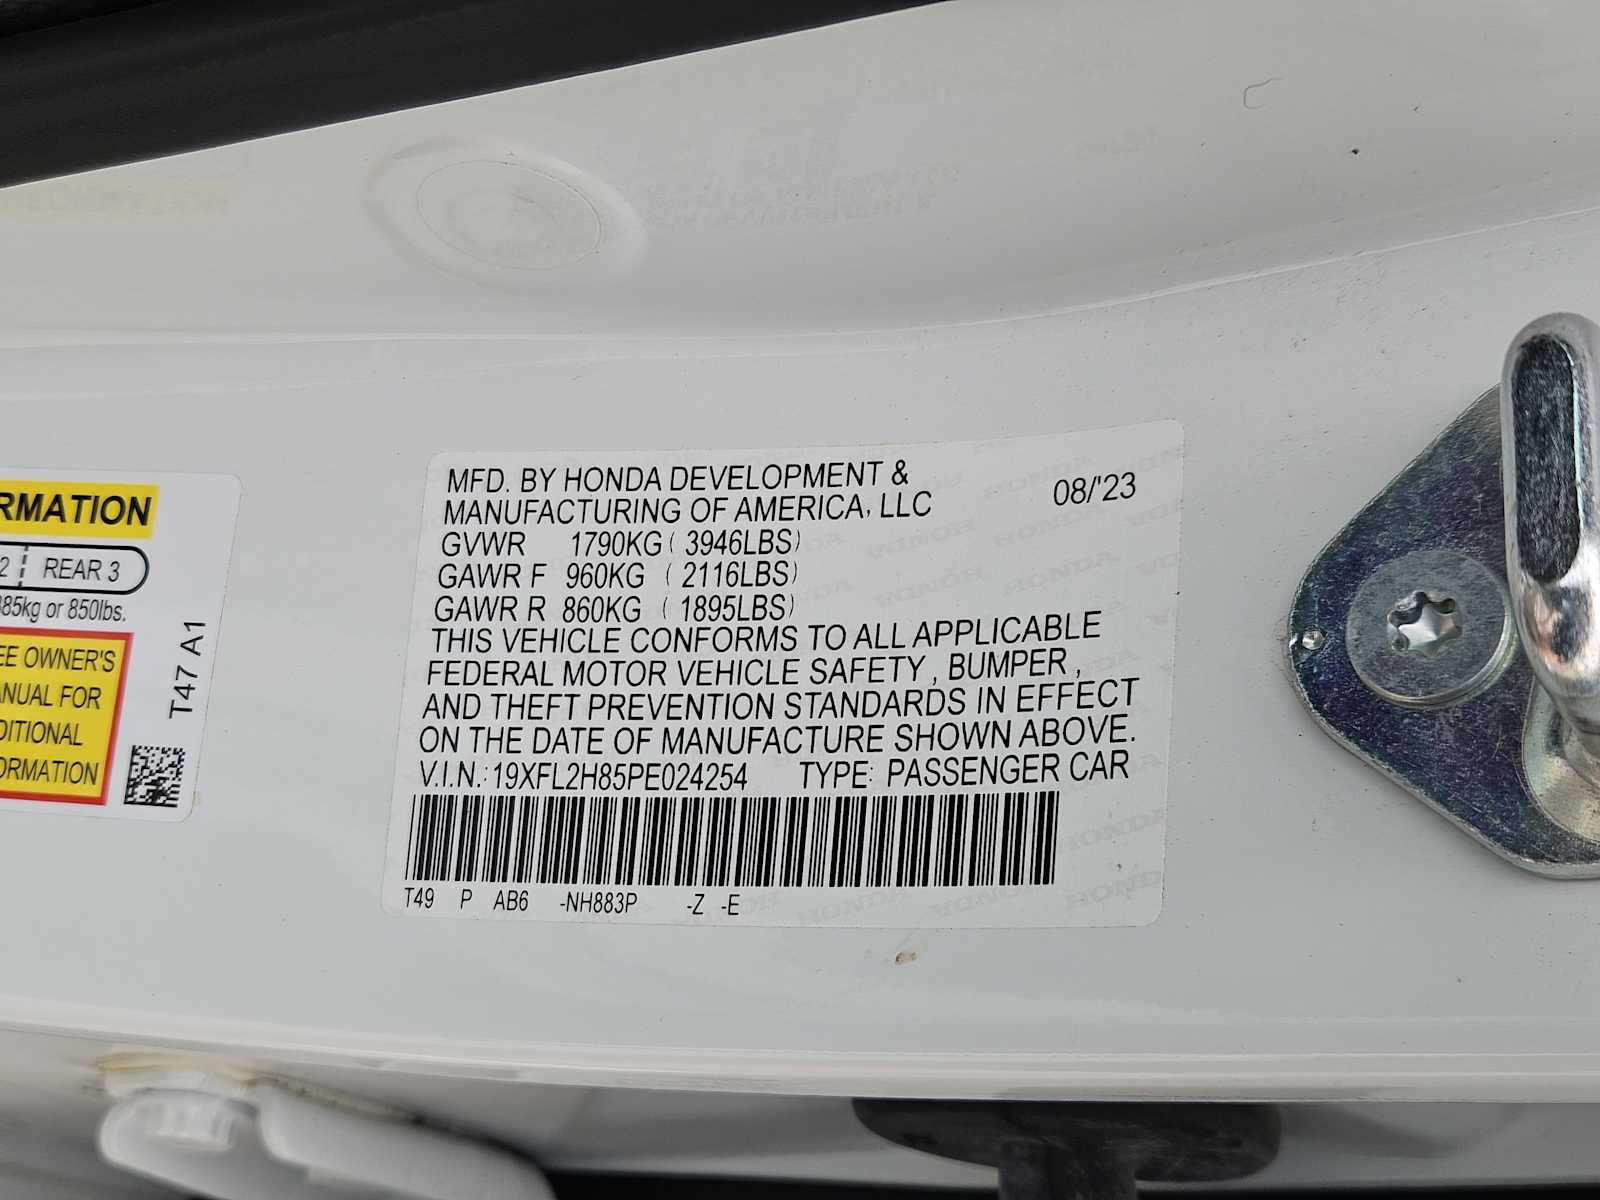 RMATION
2 REAR 3
385kg or 850lbs.
EE OWNER'S
ANUAL FOR
DITIONAL
ORMATION
T47 A1
MFD. BY HONDA DEVELOPMENT &
MANUFACTURING OF AMERICA, LLC
08/'23
GVWR 1790KG ( 3946LBS)
GAWR F 960KG ( 2116LBS)
GAWR R 860KG ( 1895LBS)
THIS VEHICLE CONFORMS TO ALL APPLICABLE
FEDERAL MOTOR VEHICLE SAFETY , BUMPER ,
AND THEFT PREVENTION STANDARDS IN EFFECT
ON THE DATE OF MANUFACTURE SHOWN ABOVE.
V.I.N.: 19XFL2H85PE024254 TYPE: PASSENGER CAR
T49 P AB6 -NH883P -Z -E